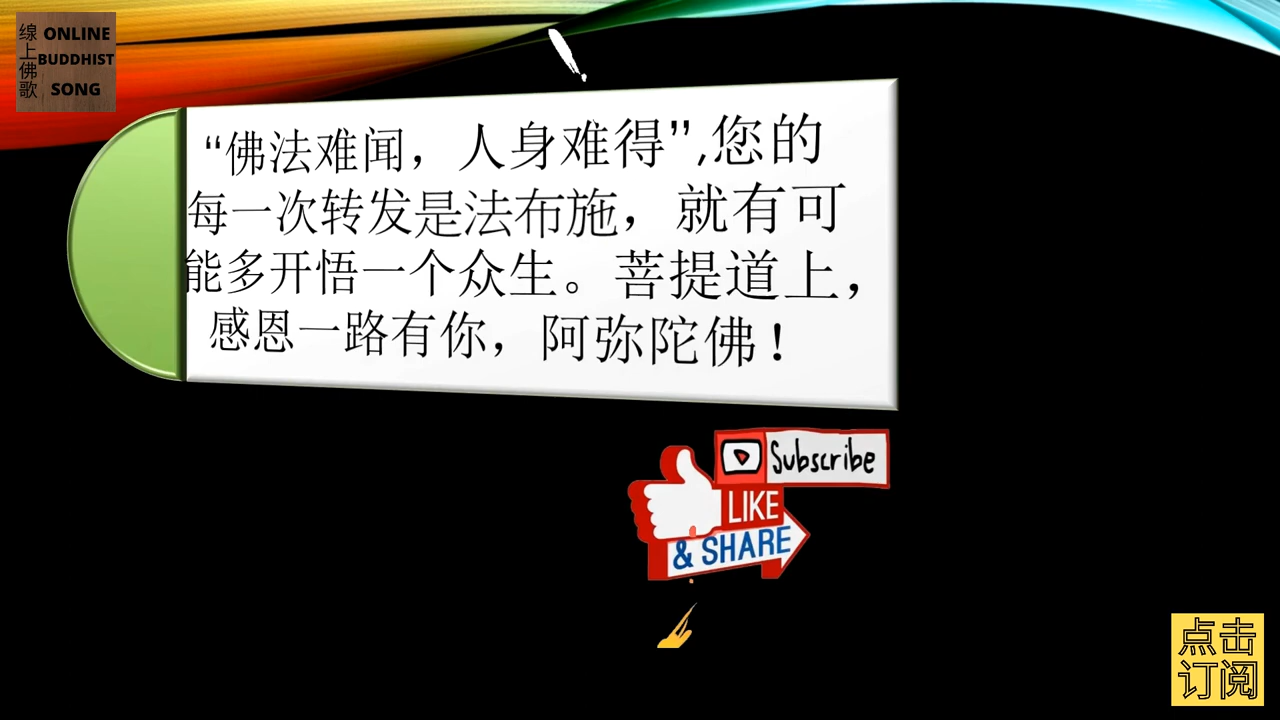 线上佛歌
ONLINE
BUDDHIST
SONG
“佛法难闻，人身难得”,您的
每一次转发是法布施，就有可
能多开悟一个众生。菩提道上，
感恩一路有你，阿弥陀佛！
Subscribe
LIKE
& SHARE
点击
订阅